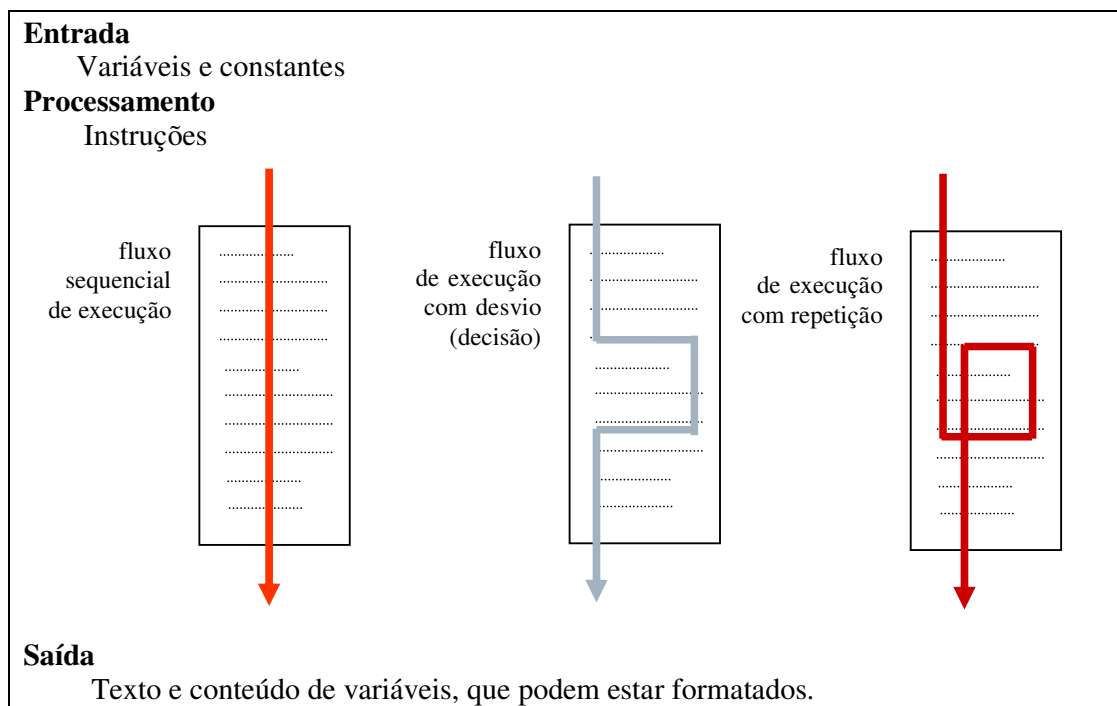 Entrada
Variáveis e constantes
Processamento
Instruções
fluxo
sequencial
de execução
fluxo
de execução
com desvio
(decisão)
fluxo
de execução
com repetição
Saída
Texto e conteúdo de variáveis, que podem estar formatados.